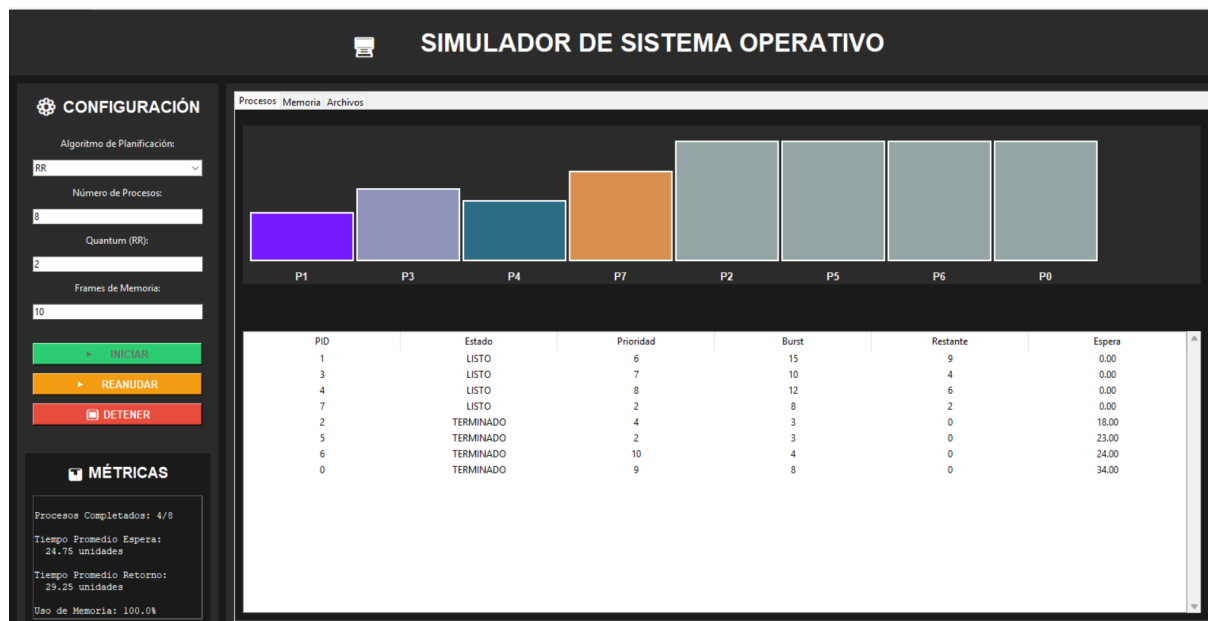 SIMULADOR DE SISTEMA OPERATIVO
CONFIGURACIÓN
Algoritmo de Planificación:
RR
Número de Procesos:
8
Quantum (RR):
2
Frames de Memoria:
10
INICIAR
REANUDAR
DETENER
MÉTRICAS
Procesos Completados: 4/8
Tiempo Promedio Espera:
24.75 unidades
Tiempo Promedio Retorno:
29.25 unidades
Uso de Memoria: 100.0%
Procesos Memoria Archivos
P1 P3 P4 P7 P2 P5 P6 P0
PID Estado Prioridad Burst Restante Espera
1 LISTO 6 15 9 0.00
3 LISTO 7 10 4 0.00
4 LISTO 8 12 6 0.00
7 LISTO 2 8 2 0.00
2 TERMINADO 4 3 0 18.00
5 TERMINADO 2 3 0 23.00
6 TERMINADO 10 4 0 24.00
0 TERMINADO 9 8 0 34.00